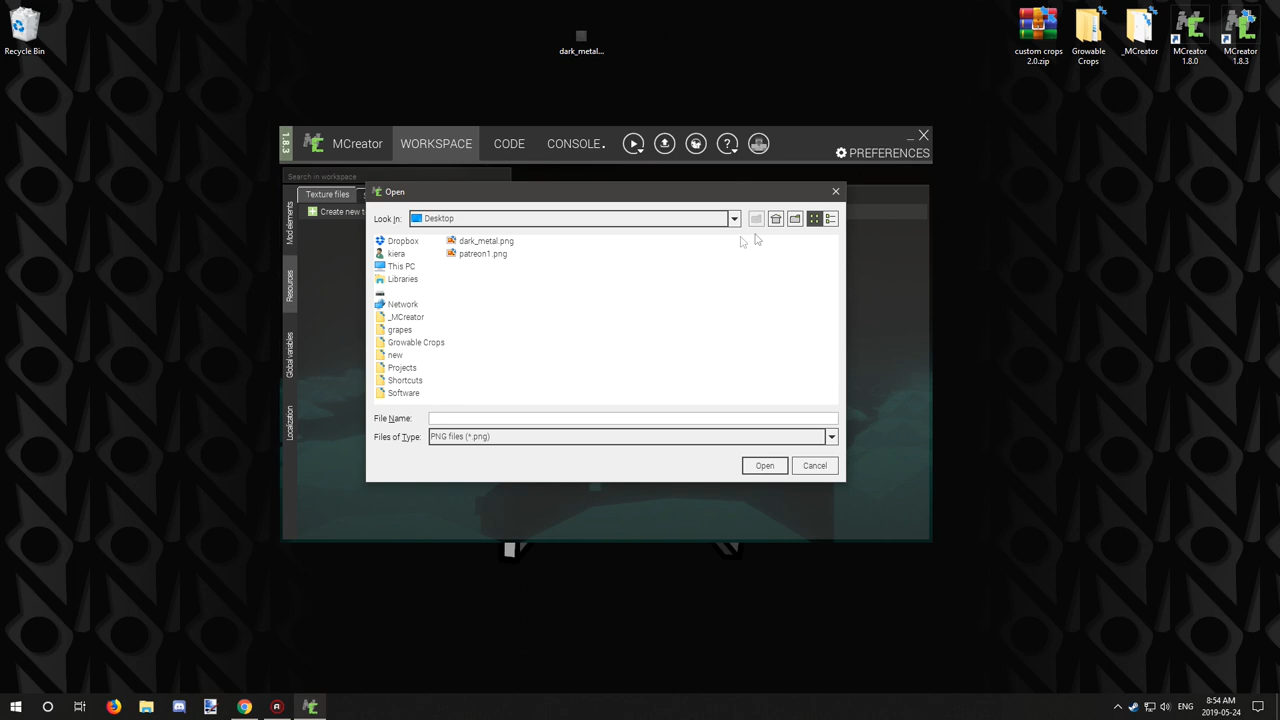 Recycle Bin
dark_metal...
custom crops
2.0.zip
Growable
Crops
_MCreator
MCreator
1.8.0
MCreator
1.8.3
1.8.3
MCreator
WORKSPACE
CODE
CONSOLE.
PREFERENCES
Search in workspace
Texture files
Create new t
Mod elements
Resources
Global variables
Localization
Open
Look In:
Desktop
Dropbox
kiera
This PC
Libraries
Network
_MCreator
grapes
Growable Crops
new
Projects
Shortcuts
Software
dark_metal.png
patreon1.png
File Name:
Files of Type:
PNG files (*.png)
Open
Cancel
ENG
8:54 AM
2019-05-24